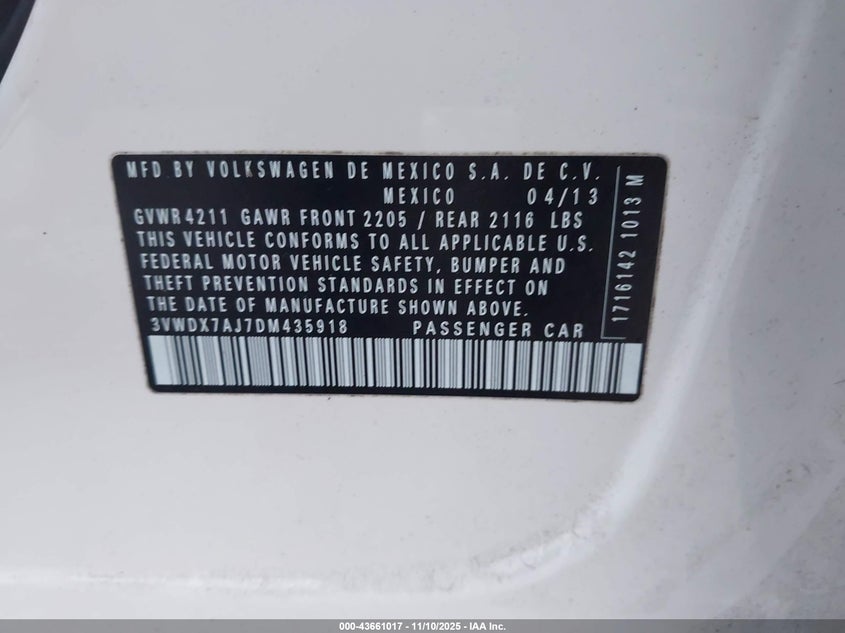 MFD BY VOLKSWAGEN DE MEXICO S.A. DE C.V.
MEXICO 04/13
GVWR 4211 GAWR FRONT 2205 / REAR 2116 LBS
THIS VEHICLE CONFORMS TO ALL APPLICABLE U.S.
FEDERAL MOTOR VEHICLE SAFETY, BUMPER AND
THEFT PREVENTION STANDARDS IN EFFECT ON
THE DATE OF MANUFACTURE SHOWN ABOVE.
3VWDX7AJ7DM435918 PASSENGER CAR
1716142 1013 M
000-43661017 - 11/10/2025 - IAA Inc.